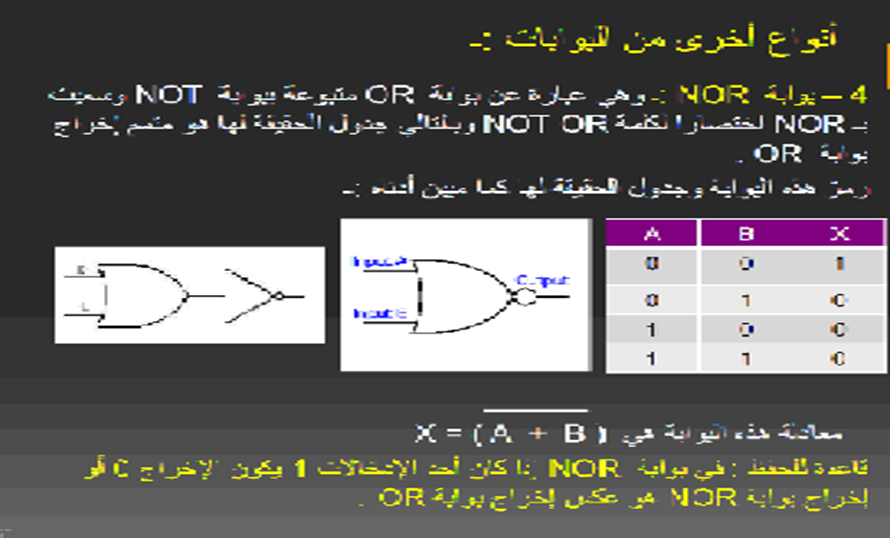 أنواع أخرى من البوابات :-
4 – بوابة NOR :- وهي عبارة عن بوابة OR متبوعة ببوابة NOT وسميت
بـ NOR اختصارا لكلمة NOT OR وبالتالي جدول الحقيقة لها هو متمم إخراج
بوابة OR .
رمز هذه البوابة وجدول الحقيقة لها كما مبين أدناه :-
A B X
0 0 1
0 1 0
1 0 0
1 1 0
Input A
Input B
Output
معادلة هذه البوابة هي X = ( A + B )
قاعدة للحفظ : في بوابة NOR إذا كان أحد الإدخالات 1 يكون الإخراج 0 أو
إخراج بوابة NOR هو عكس إخراج بوابة OR .